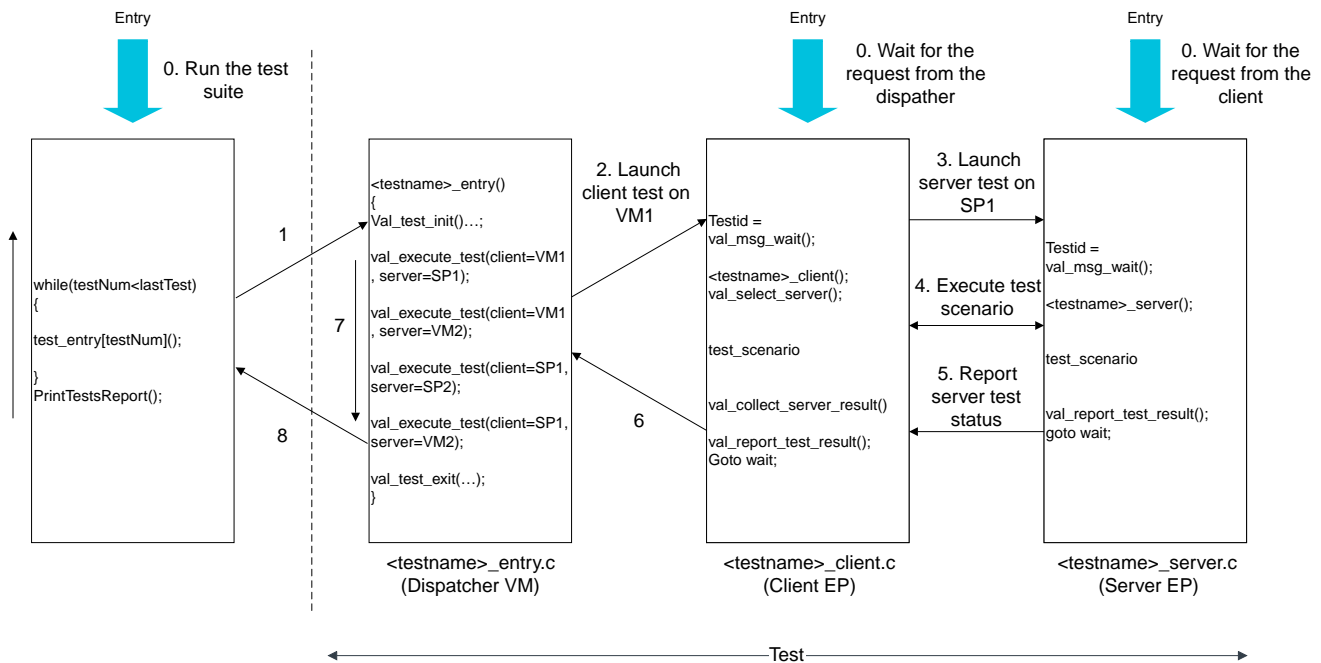 Entry
0. Run the test
suite
while(testNum<lastTest)
{
test_entry[testNum]();
}
PrintTestsReport();
1
8
<testname>_entry()
{
Val_test_init()…;
val_execute_test(client=VM1
, server=SP1);
val_execute_test(client=VM1
, server=VM2);
val_execute_test(client=SP1,
server=SP2);
val_execute_test(client=SP1,
server=VM2);
val_test_exit(…);
}
7
<testname>_entry.c
(Dispatcher VM)
2. Launch
client test on
VM1
6
Entry
0. Wait for the
request from the
dispather
Testid =
val_msg_wait();
<testname>_client();
val_select_server();
test_scenario
val_collect_server_result()
val_report_test_result();
Goto wait;
<testname>_client.c
(Client EP)
3. Launch
server test on
SP1
4. Execute test
scenario
5. Report
server test
status
Entry
0. Wait for the
request from the
client
Testid =
val_msg_wait();
<testname>_server();
test_scenario
val_report_test_result();
goto wait;
<testname>_server.c
(Server EP)
Test